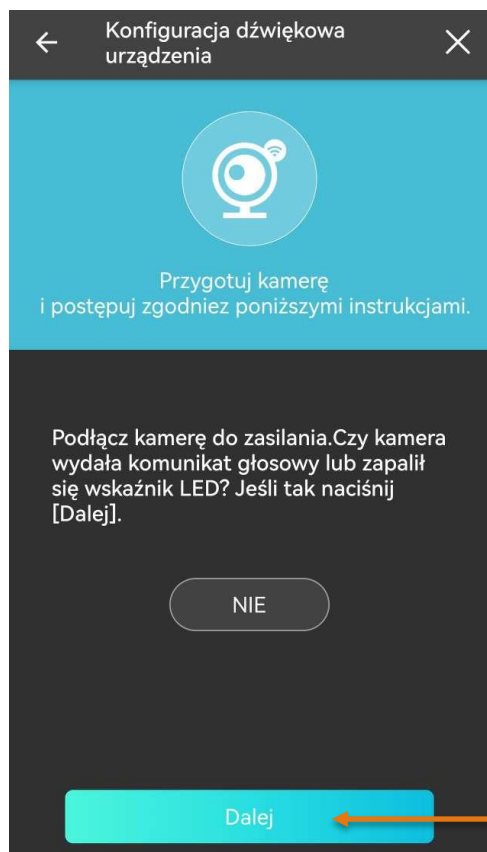 Konfiguracja dźwiękowa
urządzenia
Przygotuj kamerę
i postępuj zgodniez poniższymi instrukcjami.
Podłącz kamerę do zasilania.Czy kamera
wydała komunikat głosowy lub zapalił
się wskaźnik LED? Jeśli tak naciśnij
[Dalej].
NIE
Dalej